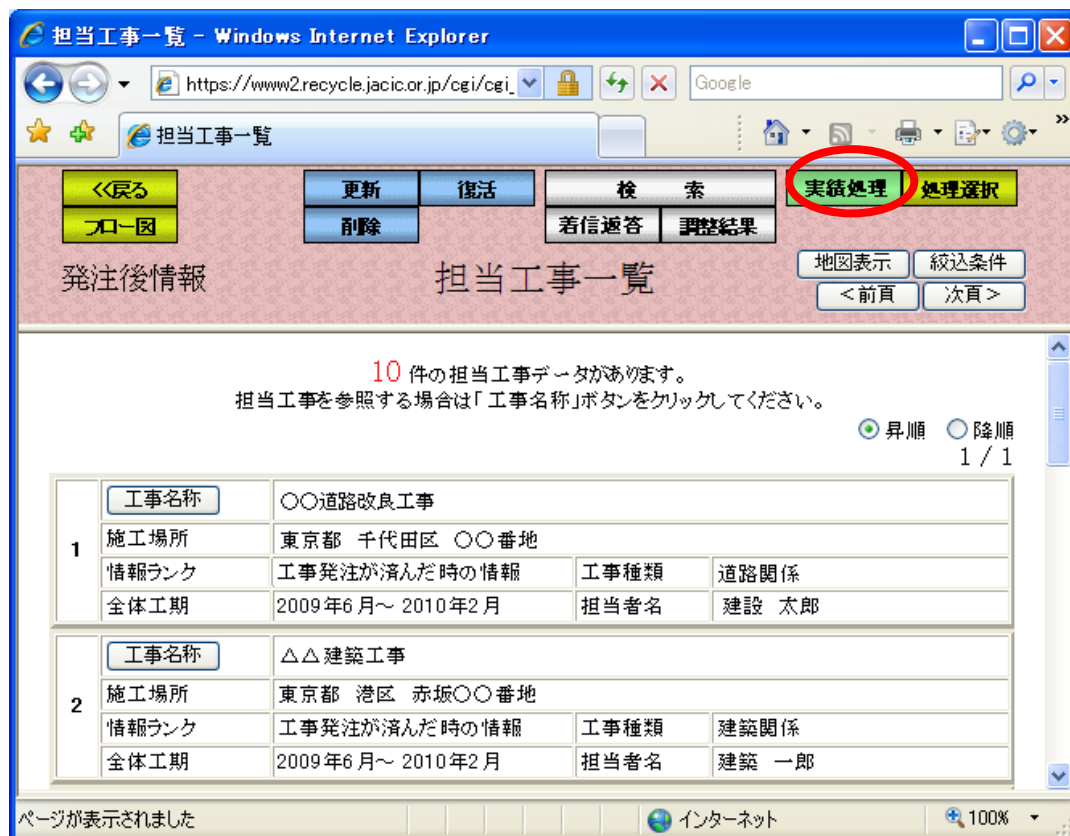 担当工事一覧 - Windows Internet Explorer
https://www2.recycle.jacic.or.jp/cgi/cgi_
Google
担当工事一覧
<<戻る 更新 復活 検索 実績処理 処理選択
フロー図 削除 着信返答 調整結果
発注後情報 担当工事一覧 地図表示 絞込条件
<前頁 次頁>
10 件の担当工事データがあります。
担当工事を参照する場合は「工事名称」ボタンをクリックしてください。
昇順 降順
1 / 1
1 工事名称 〇〇道路改良工事
施工場所 東京都 千代田区 〇〇番地
情報ランク 工事発注が済んだ時の情報 工事種類 道路関係
全体工期 2009年6月~2010年2月 担当者名 建設 太郎
2 工事名称 △△建築工事
施工場所 東京都 港区 赤坂〇〇番地
情報ランク 工事発注が済んだ時の情報 工事種類 建築関係
全体工期 2009年6月~2010年2月 担当者名 建築 一郎
ページが表示されました インターネット 100%